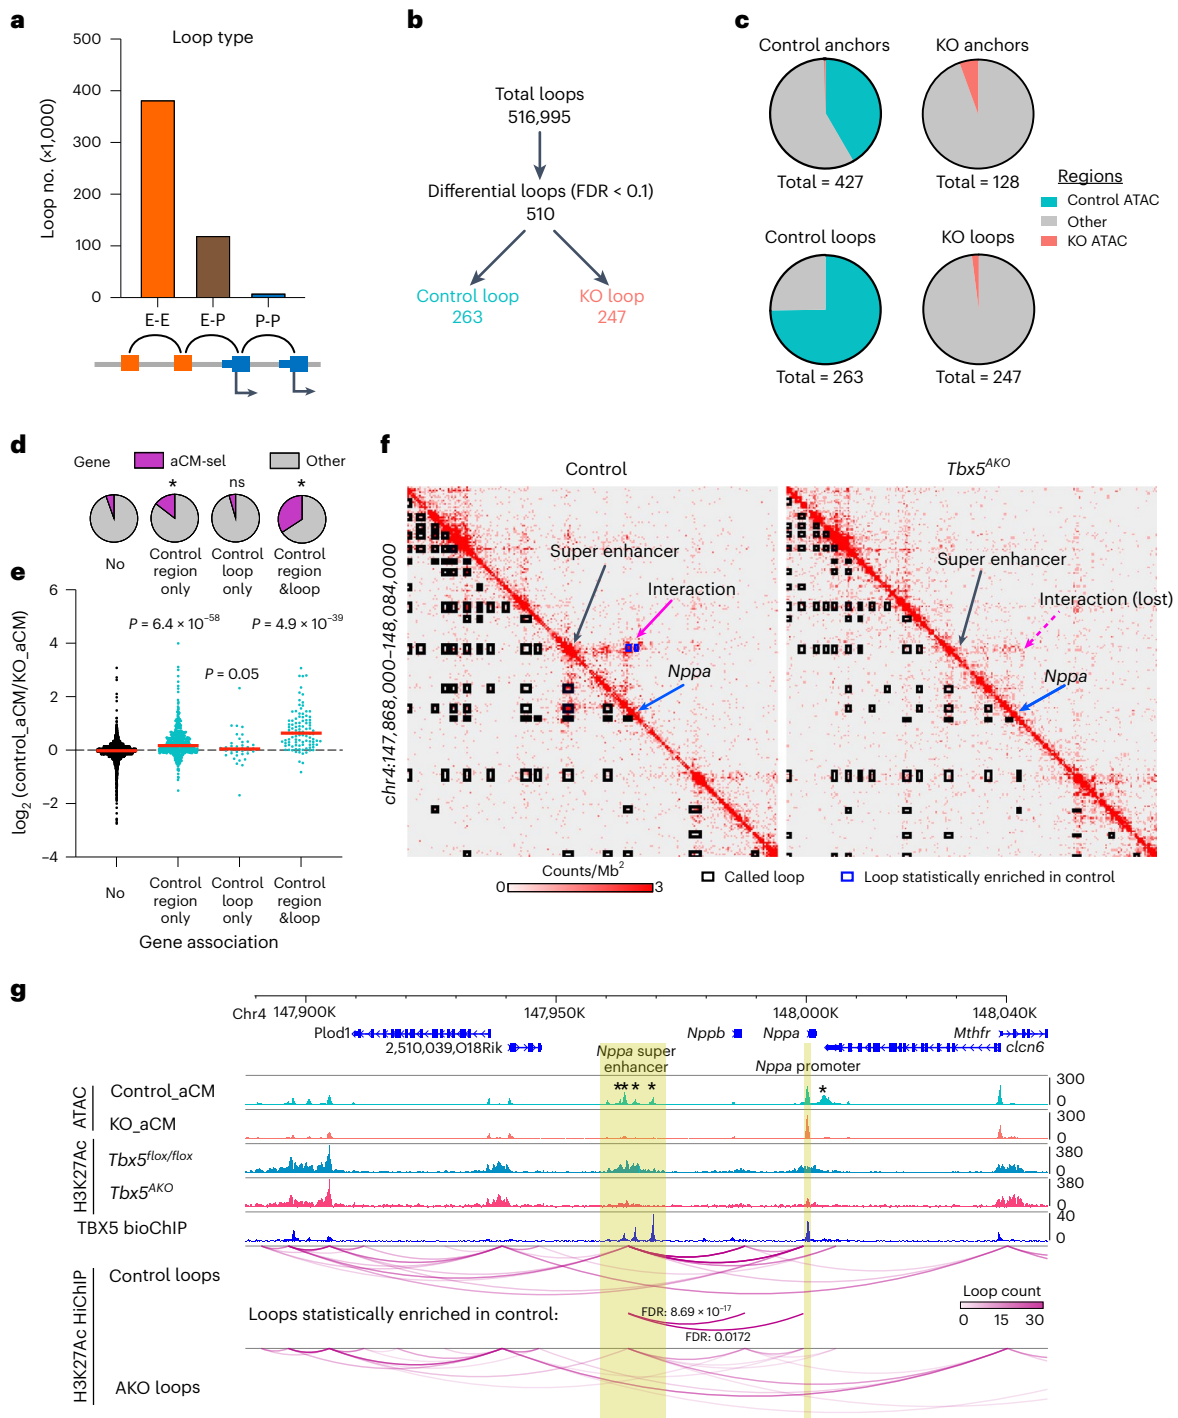 a
Loop type
Loop no. (×1,000)
500
400
300
200
100
0
E-E
E-P
P-P
b
Total loops
516,995
Differential loops (FDR < 0.1)
510
Control loop
263
KO loop
247
c
Control anchors
KO anchors
Total = 427
Total = 128
Control loops
KO loops
Total = 263
Total = 247
Regions
Control ATAC
Other
KO ATAC
d
Gene
aCM-sel
Other
*
ns
*
No
Control region only
Control loop only
Control region &loop
e
log2 (control_aCM/KO_aCM)
6
4
2
0
−2
−4
P = 6.4 × 10−58
P = 0.05
P = 4.9 × 10−39
No
Control region only
Control loop only
Control region &loop
Gene association
f
Control
Tbx5AKO
chr4:147,868,000–148,084,000
Super enhancer
Interaction
Nppa
Super enhancer
Interaction (lost)
Nppa
Counts/Mb2
0
3
Called loop
Loop statistically enriched in control
g
Chr4
147,900K
147,950K
148,000K
148,040K
Plod1
2,510,039,O18Rik
Nppb
Nppa
Mthfr
clcn6
Nppa super enhancer
Nppa promoter
** * *
*
ATAC
Control_aCM
300
0
KO_aCM
300
0
H3K27Ac
Tbx5flox/flox
380
0
Tbx5AKO
380
0
TBX5 bioChIP
40
0
H3K27Ac HiChIP
Control loops
Loops statistically enriched in control:
FDR: 8.69 × 10−17
FDR: 0.0172
Loop count
0 15 30
AKO loops